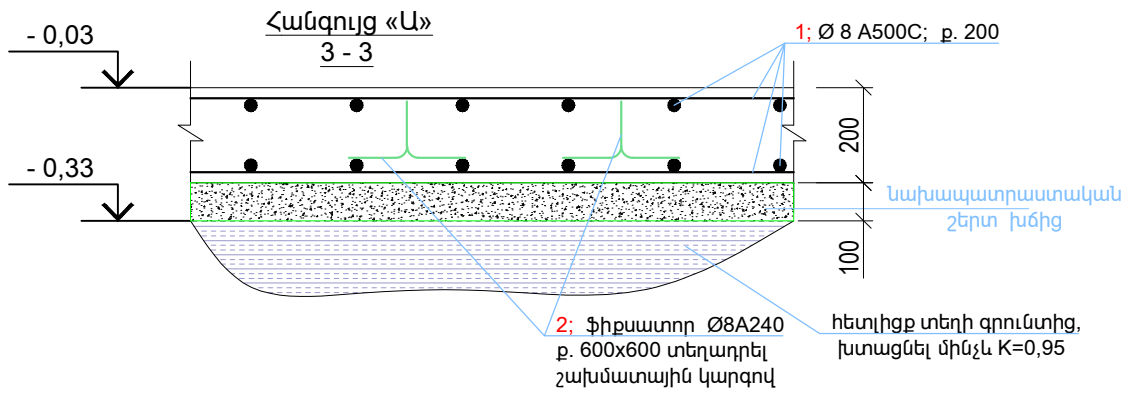 Հանգույց «Ա»
3 - 3
- 0,03
1; Ø 8 A500C; ք. 200
200
- 0,33
նախապատրաստական
շերտ խճից
100
2; ֆիքսատոր Ø8A240
ք. 600x600 տեղադրել
շախմատային կարգով
հետլիցք տեղի գրունտից,
խտացնել մինչև K=0,95